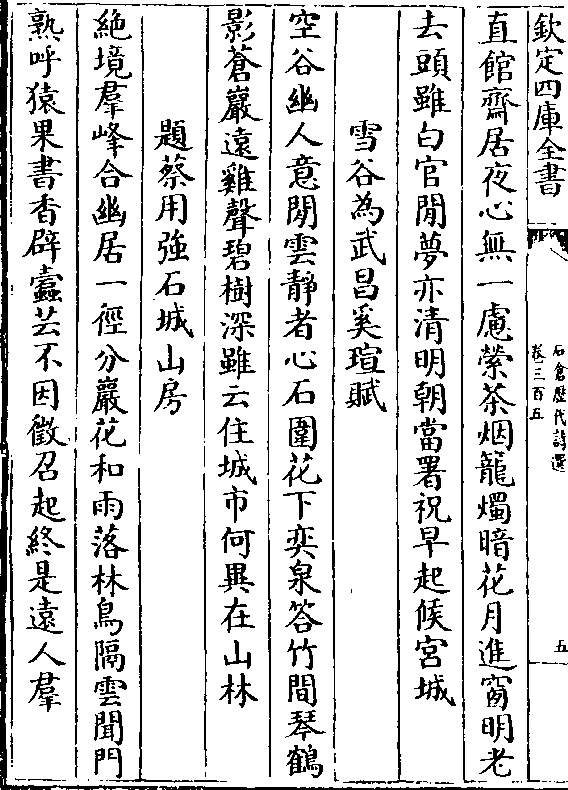 欽定四庫全書
石倉歷代詩選
卷三百五
五
直館齋居夜心無一慮縈茶烟籠燭暗花月進窗明老
去頭雖白官閒夢亦清明朝當署祝早起候宮城
雪谷為武昌奚瑄賦
空谷幽人意閒雲靜者心石圍花下奕泉答竹間琴鶴
影蒼巖遠雞聲碧樹深雖云住城市何異在山林
題蔡用強石城山房
絶境羣峰合幽居一徑分巖花和雨落林鳥隔雲聞門
熟呼猿果書香辟蠧芸不因徵召起終是遠人羣